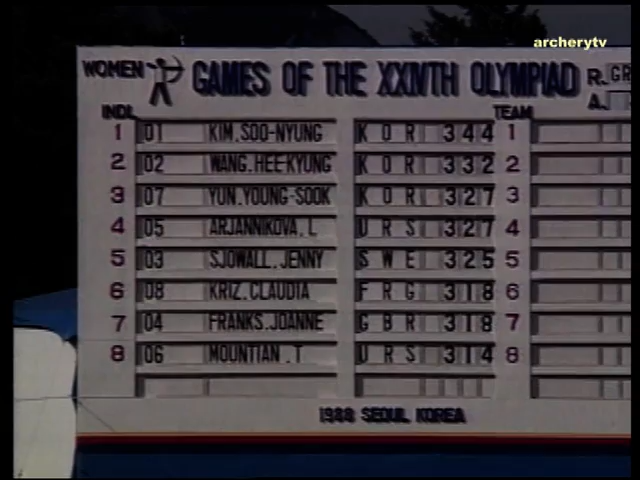 archerytv
WOMEN GAMES OF THE XXIVTH OLYMPIAD R. GR
A.
INDI. TEAM
1 01 KIM.SOO-NYUNG KOR 344 1
2 02 WANG.HEE-KYUNG KOR 332 2
3 07 YUN.YOUNG-SOOK KOR 327 3
4 05 ARJANNIKOVA.L URS 327 4
5 03 SJOWALL.JENNY SWE 325 5
6 08 KRIZ.CLAUDIA FRG 318 6
7 04 FRANKS.JOANNE GBR 318 7
8 06 MOUNTIAN.T URS 314 8
1988 SEOUL KOREA